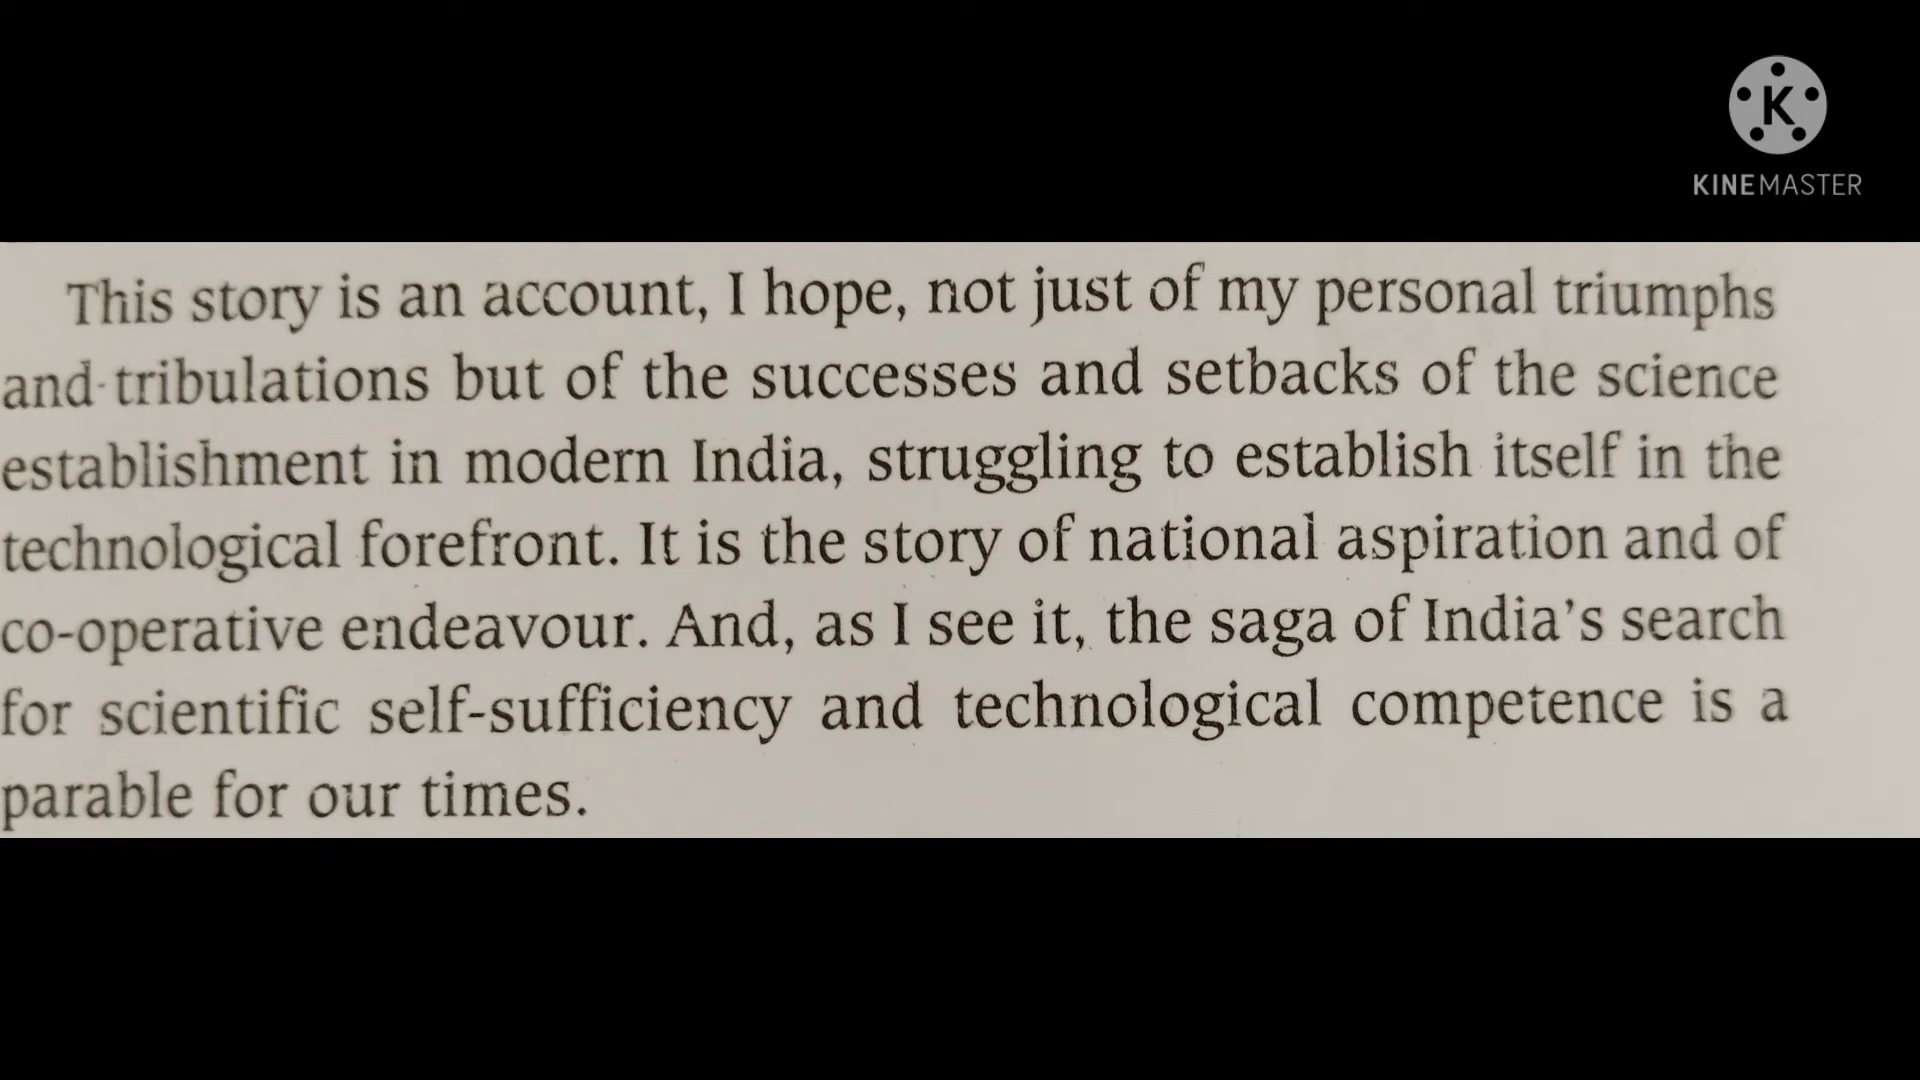 K
KINEMASTER
This story is an account, I hope, not just of my personal triumphs
and tribulations but of the successes and setbacks of the science
establishment in modern India, struggling to establish itself in the
technological forefront. It is the story of national aspiration and of
co-operative endeavour. And, as I see it, the saga of India's search
for scientific self-sufficiency and technological competence is a
parable for our times.